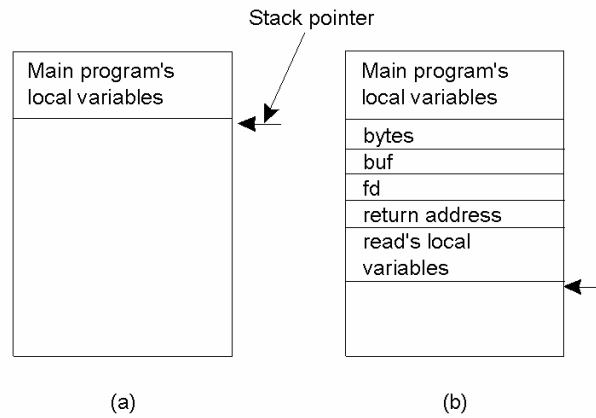 Stack pointer
Main program's
local variables
(a)
Main program's
local variables
bytes
buf
fd
return address
read's local
variables
(b)